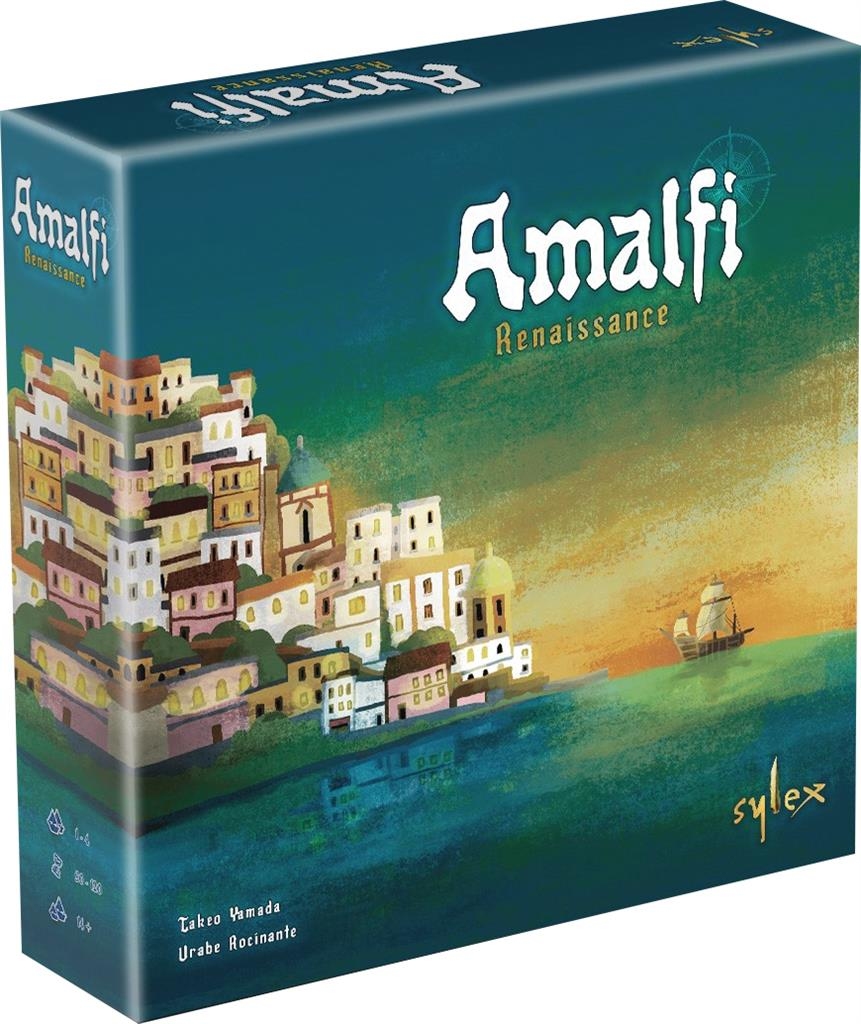 Amalfi
Renaissance
sylex
Amalfi
Renaissance
Amalfi
Renaissance
sylex
Takeo Yamada
Urabe Rocinante